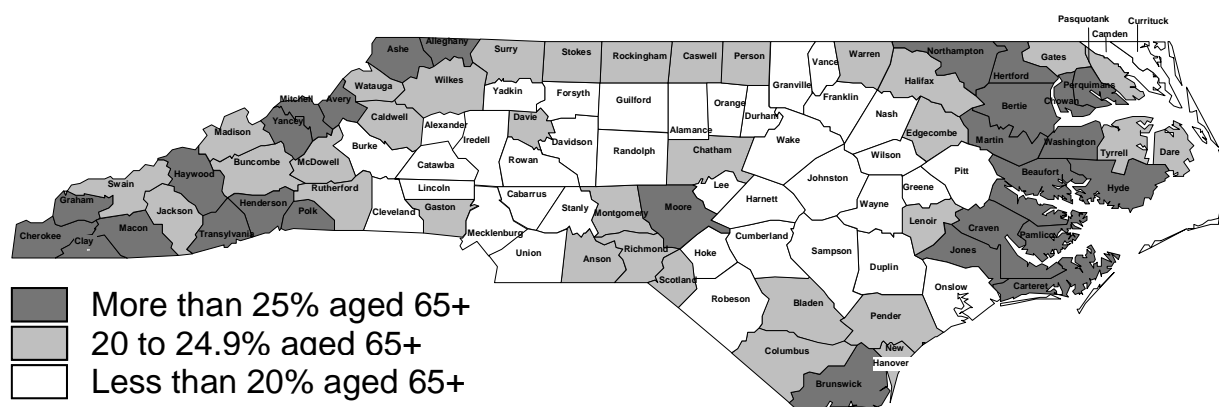 Pasquotank
Currituck
Camden
Ashe
Alleghany
Surry
Stokes
Rockingham
Caswell
Person
Vance
Warren
Northampton
Gates
Hertford
Granville
Halifax
Watauga
Wilkes
Yadkin
Forsyth
Guilford
Orange
Durham
Franklin
Perquimans
Chowan
Bertie
Mitchell
Avery
Yancey
Caldwell
Alexander
Iredell
Davie
Davidson
Alamance
Nash
Edgecombe
Martin
Washington
Tyrrell
Dare
Madison
Burke
Buncombe
McDowell
Catawba
Rowan
Randolph
Chatham
Wake
Wilson
Pitt
Beaufort
Hyde
Haywood
Swain
Graham
Jackson
Henderson
Rutherford
Polk
Cleveland
Lincoln
Gaston
Cabarrus
Stanly
Montgomery
Moore
Lee
Harnett
Johnston
Greene
Wayne
Lenoir
Craven
Pamlico
Cherokee
Clay
Macon
Transylvania
Mecklenburg
Union
Anson
Richmond
Scotland
Hoke
Cumberland
Sampson
Duplin
Jones
Onslow
Carteret
Robeson
Bladen
Pender
Columbus
New
Hanover
Brunswick
More than 25% aged 65+
20 to 24.9% aged 65+
Less than 20% aged 65+